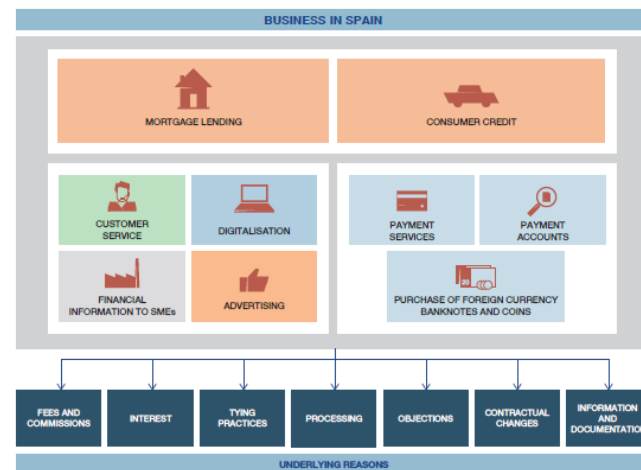 BUSINESS IN SPAIN
MORTGAGE LENDING
CONSUMER CREDIT
CUSTOMER
SERVICE
DIGITALISATION
FINANCIAL
INFORMATION TO SMEs
ADVERTISING
PAYMENT
SERVICES
PAYMENT
ACCOUNTS
PURCHASE OF FOREIGN CURRENCY
BANKNOTES AND COINS
FEES AND
COMMISSIONS
INTEREST
TYING
PRACTICES
PROCESSING
OBJECTIONS
CONTRACTUAL
CHANGES
INFORMATION
AND
DOCUMENTATION
UNDERLYING REASONS